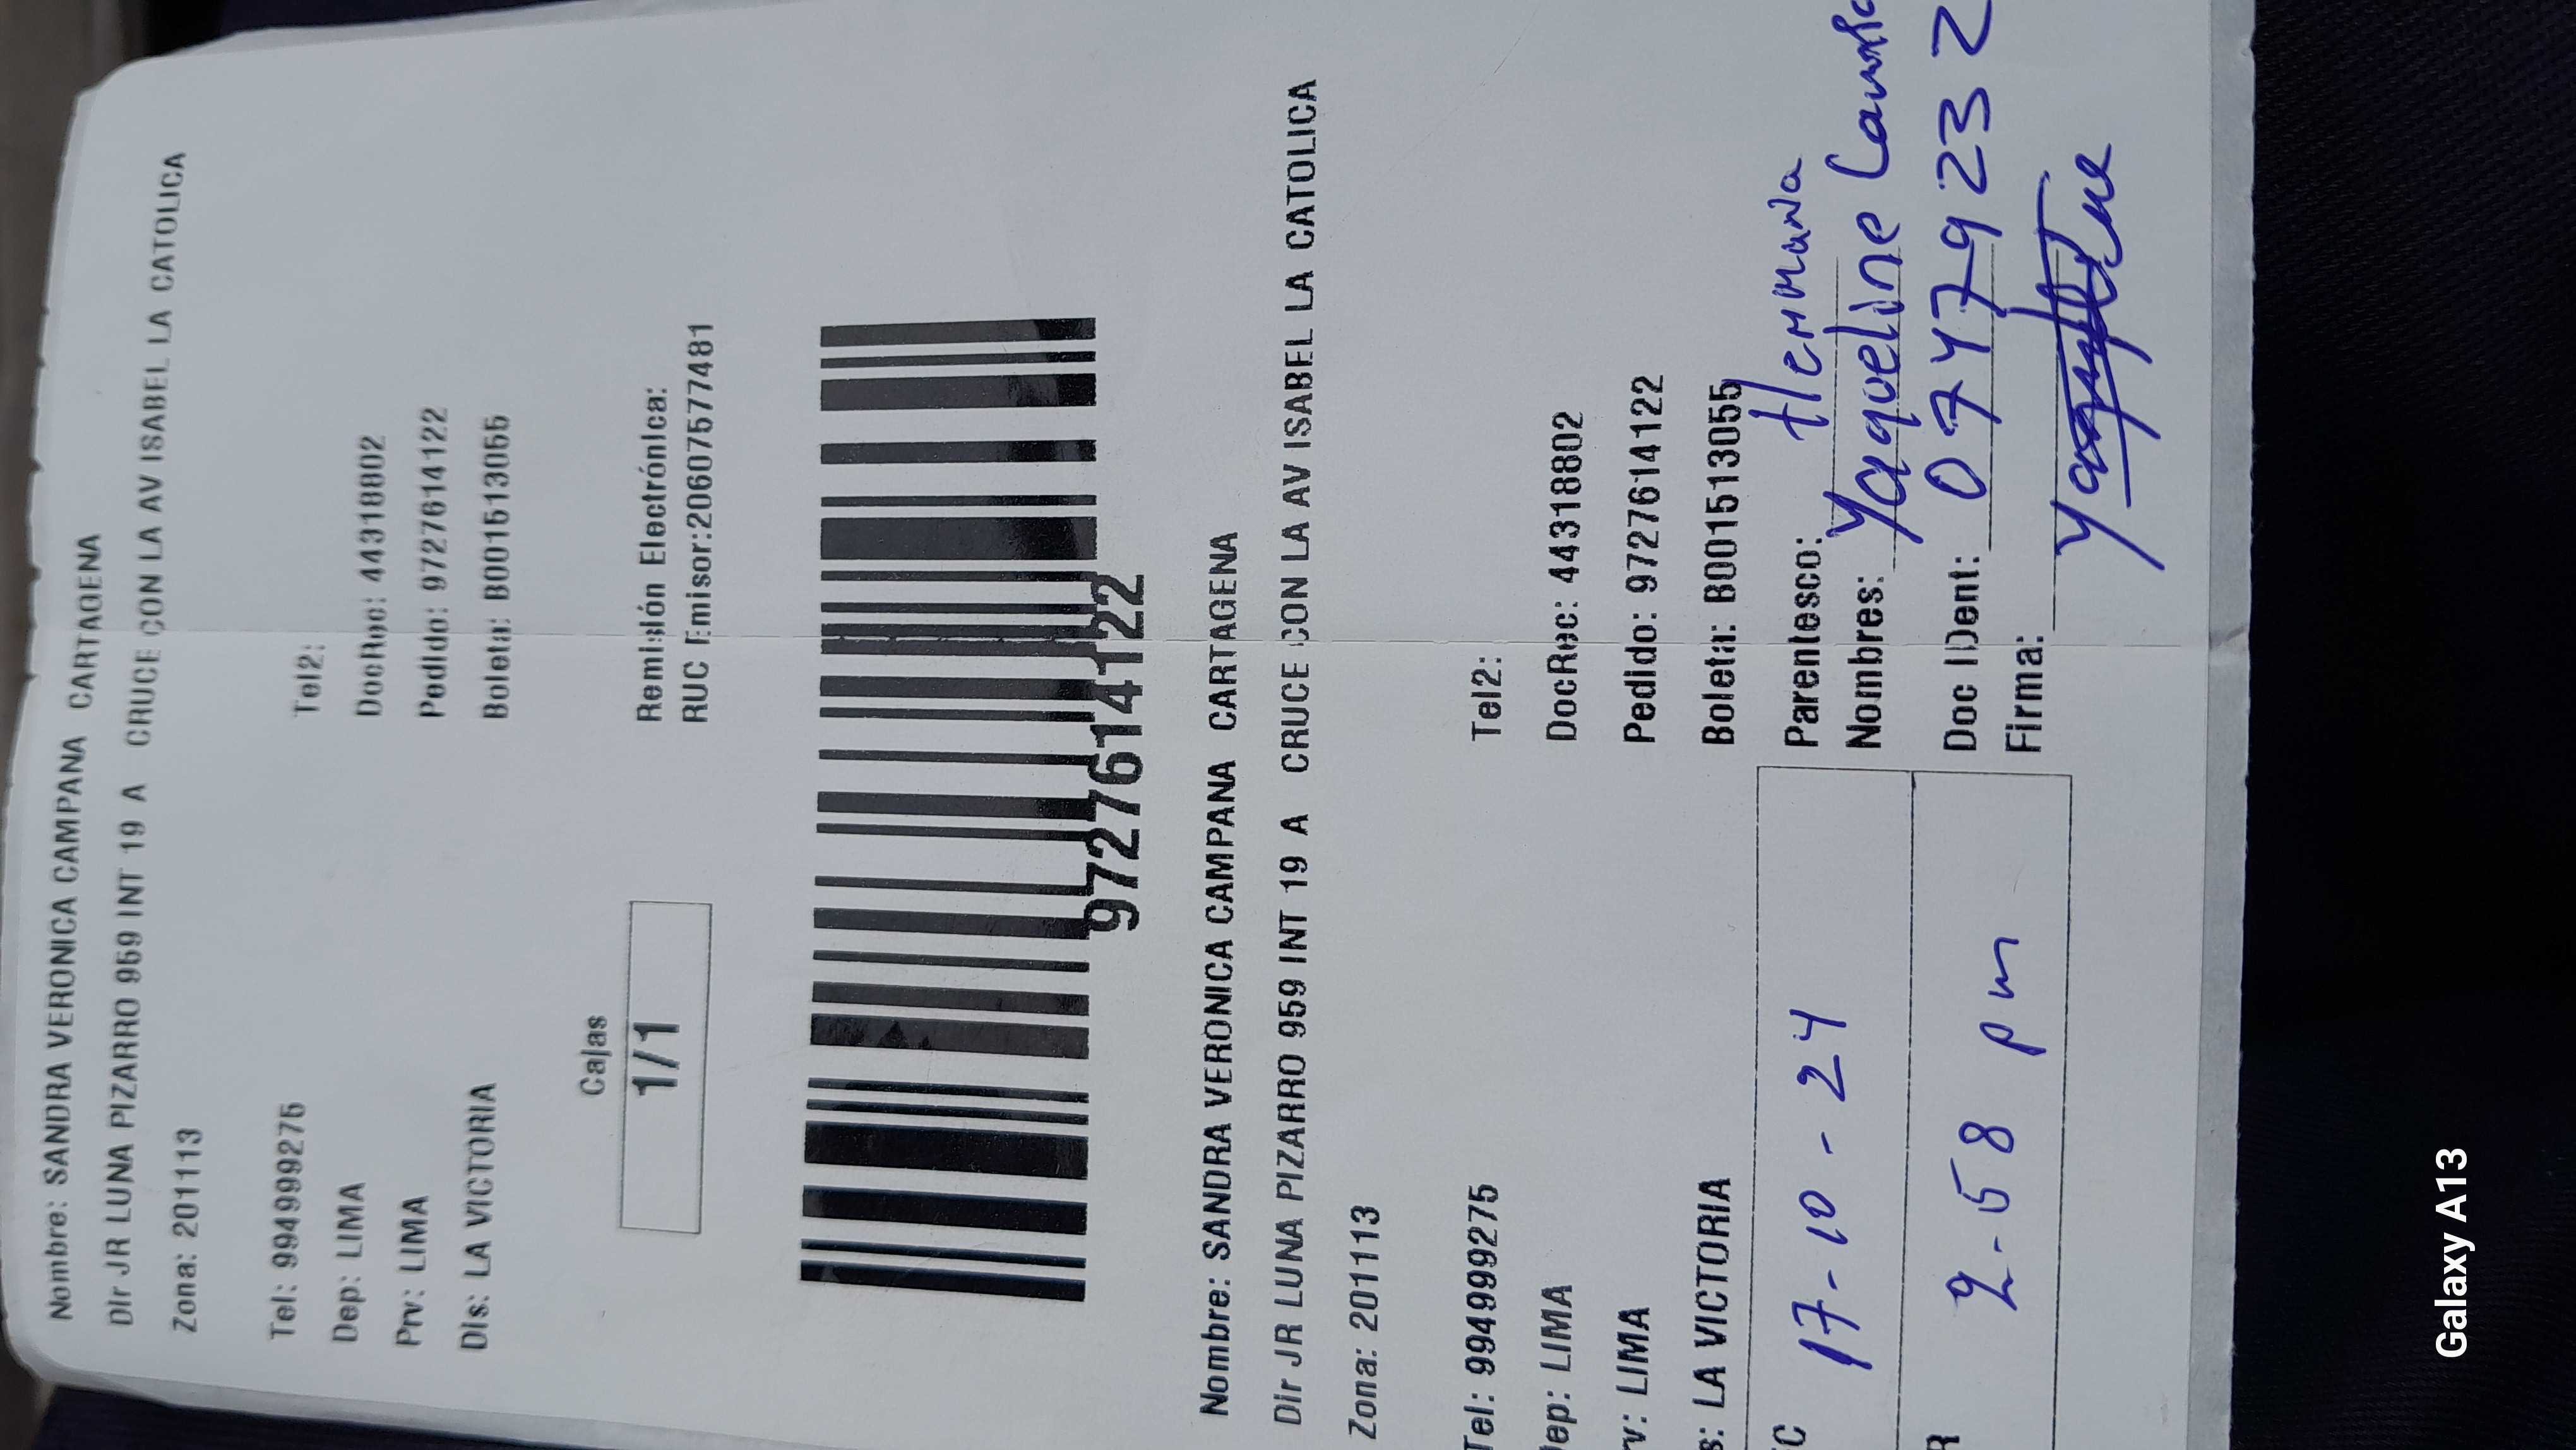 Nombre: SANDRA VERONICA CAMPANA CARTAGENA
Dir JR LUNA PIZARRO 959 INT 19 A CRUCE CON LA AV ISABEL LA CATOLICA
Zona: 201113
Tel: 994999275 Tel2:
Dep: LIMA DocRec: 44318802
Prv: LIMA Pedido: 9727614122
Dis: LA VICTORIA Boleta: B001513055
Cajas Remisión Electrónica:
1/1 RUC Emisor:20607577481
9727614122
Nombre: SANDRA VERONICA CAMPANA CARTAGENA
Dir JR LUNA PIZARRO 959 INT 19 A CRUCE CON LA AV ISABEL LA CATOLICA
Zona: 201113
Tel: 994999275 Tel2:
Dep: LIMA DocRec: 44318802
v: LIMA Pedido: 9727614122
s: LA VICTORIA Boleta: B001513055
17-10-24 Parentesco: Hermana
Nombres: Yaqueline
2-58 pm Doc IDent: 07479232
Firma:
Galaxy A13